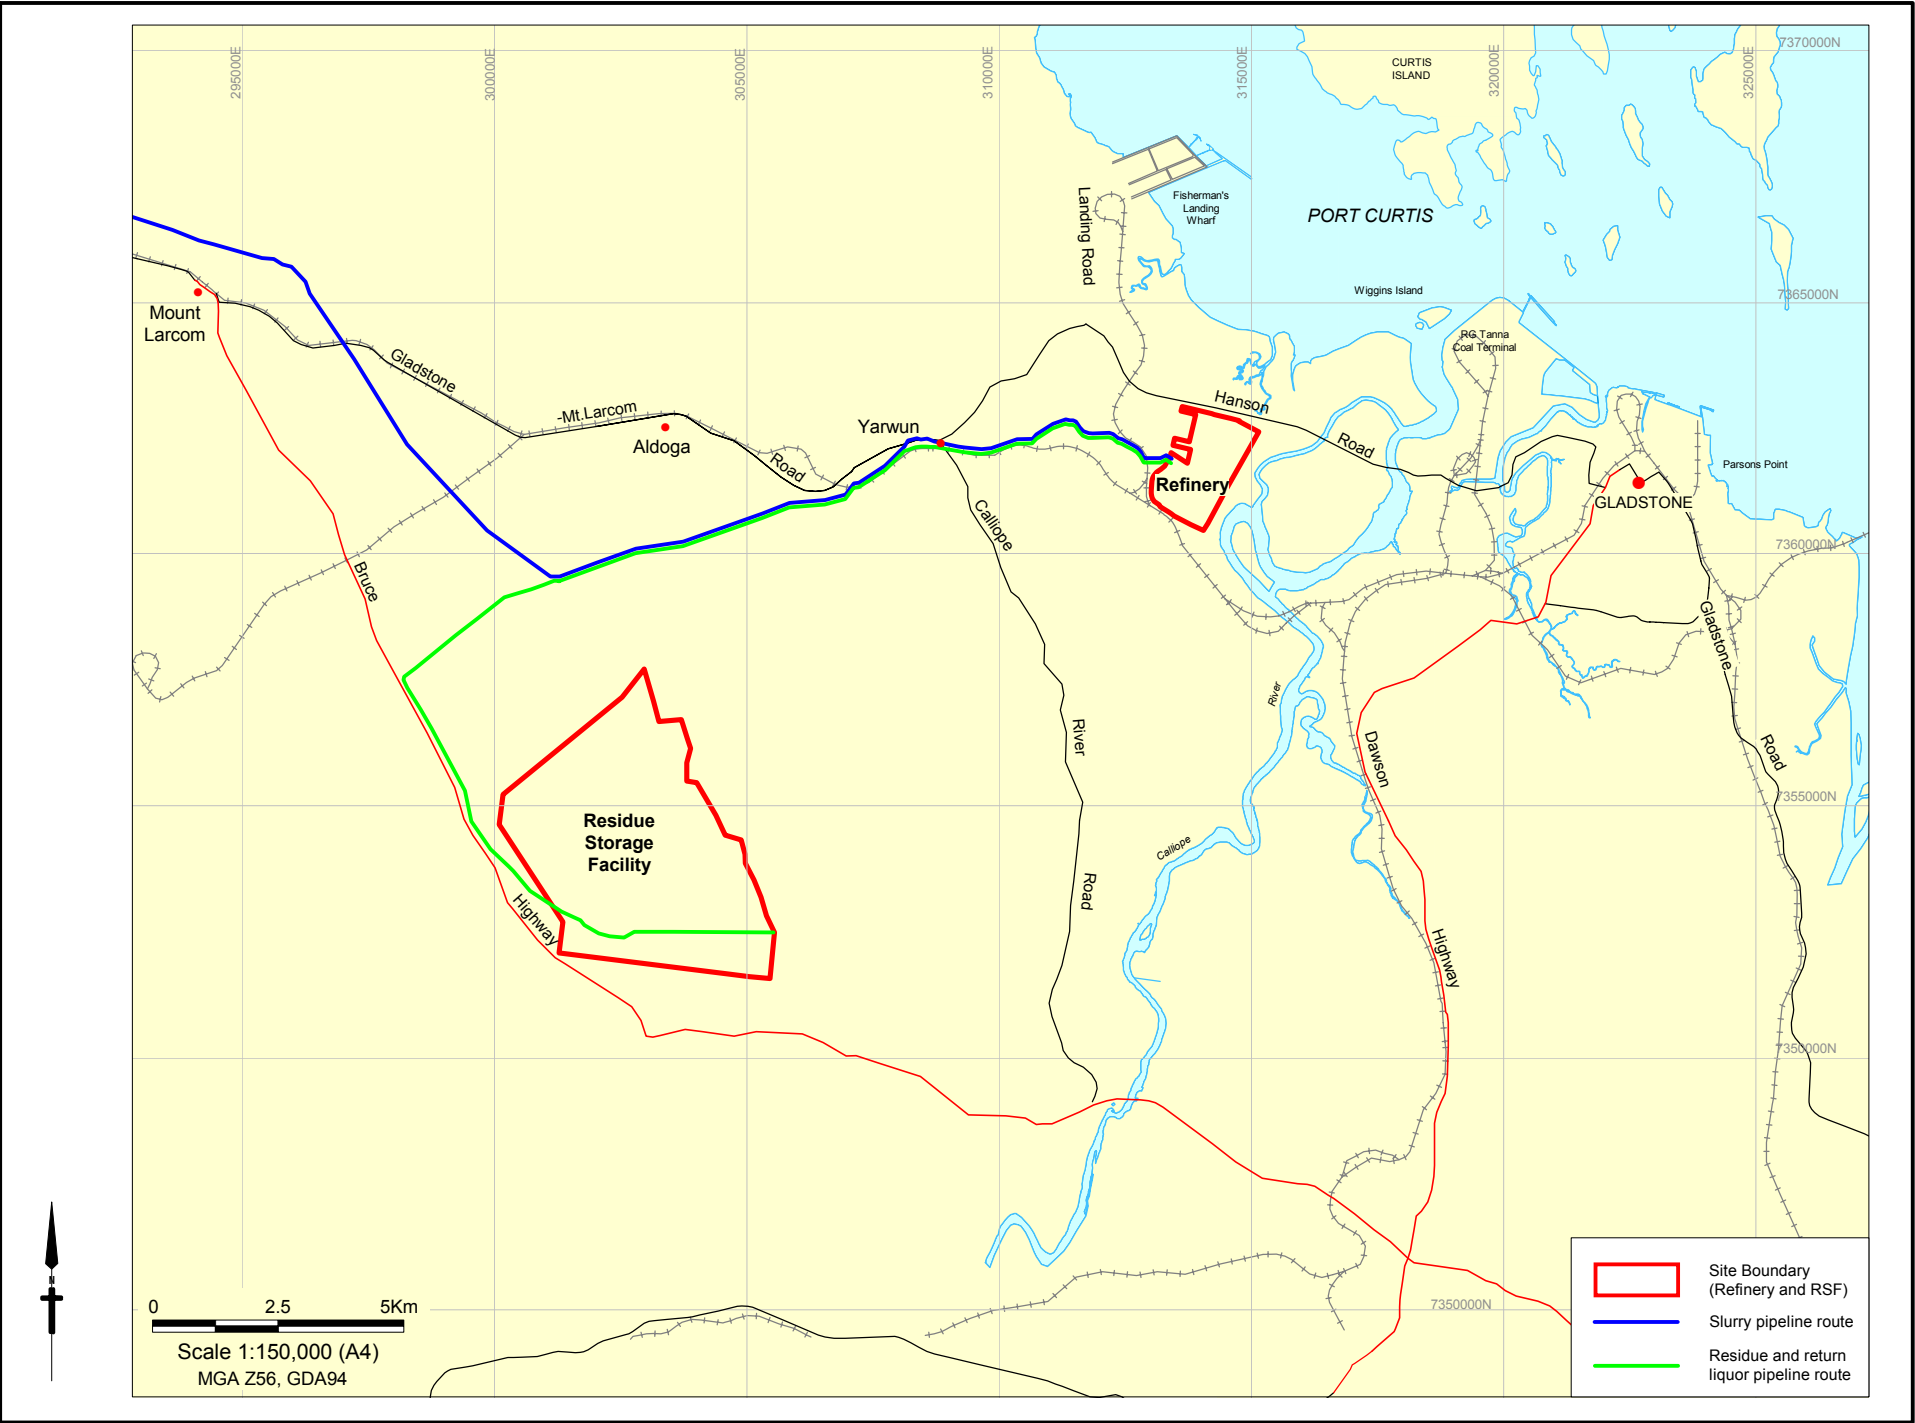 295000E
300000E
305000E
310000E
315000E
320000E
325000E
7370000N
CURTIS
ISLAND
Fisherman's
Landing
Wharf
PORT CURTIS
Landing Road
Wiggins Island
7365000N
Mount
Larcom
RG Tanna
Coal Terminal
Gladstone
-Mt.Larcom
Road
Aldoga
Yarwun
Hanson
Road
Parsons Point
Refinery
GLADSTONE
Calliope
River
Road
7360000N
Bruce
Highway
Gladstone
Road
River
Calliope
Dawson
Highway
7355000N
Residue
Storage
Facility
7350000N
7350000N
N
0 2.5 5Km
Scale 1:150,000 (A4)
MGA Z56, GDA94
Site Boundary
(Refinery and RSF)
Slurry pipeline route
Residue and return
liquor pipeline route